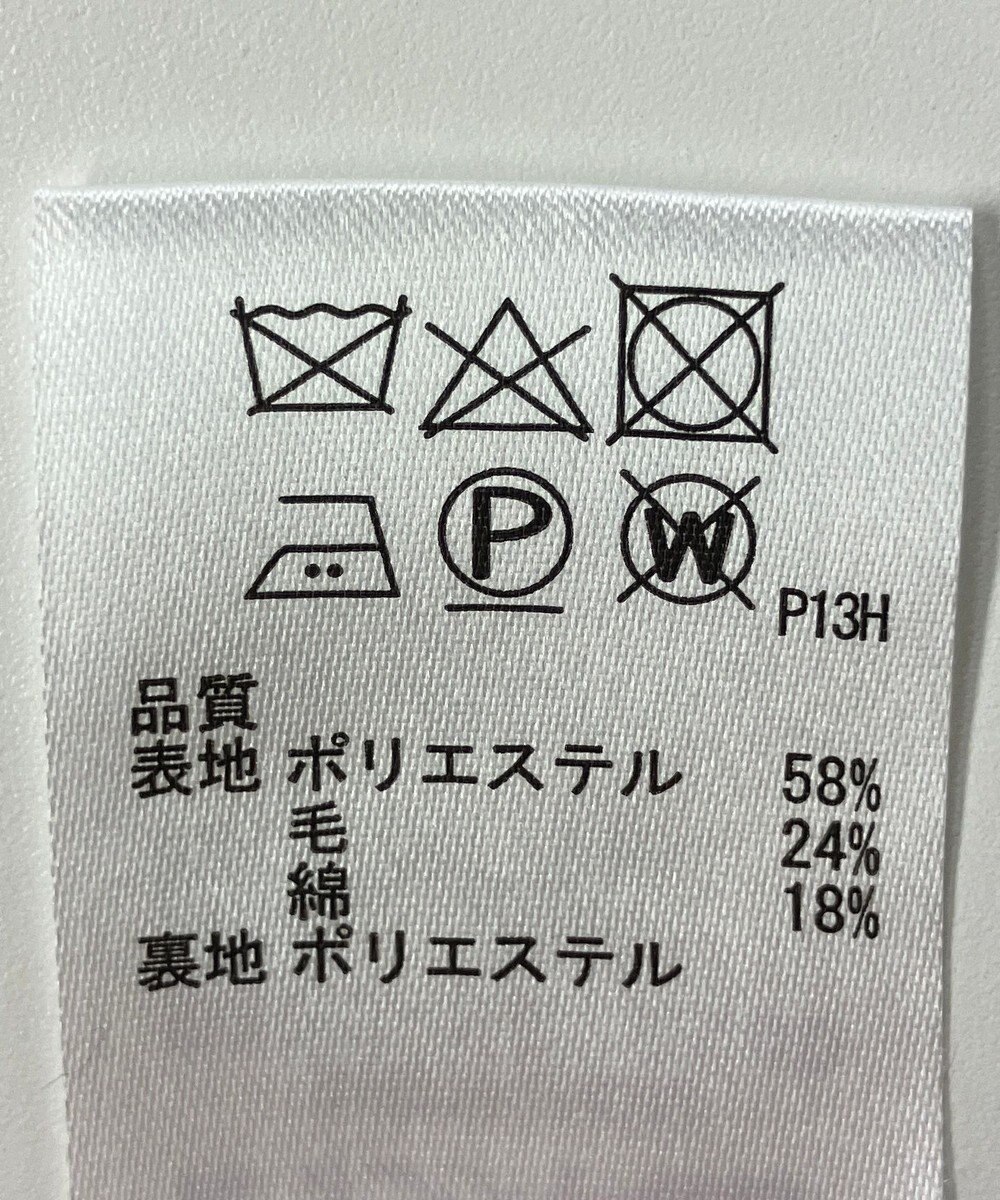 P W P13H
品質
表地 ポリエステル 58%
毛 24%
綿 18%
裏地 ポリエステル